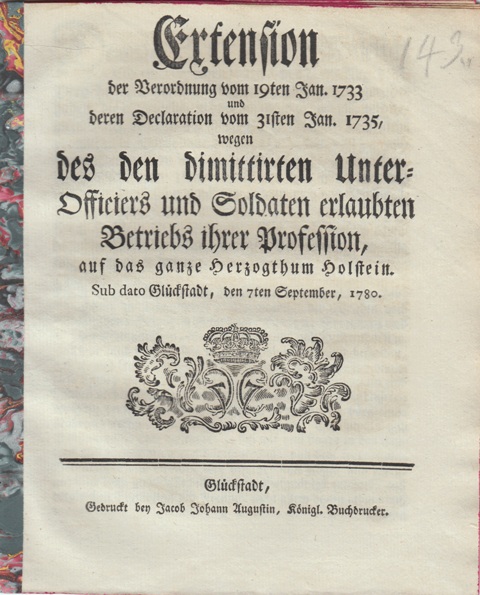 143.
Extension
der Verordnung vom 19ten Jan. 1733
und
deren Declaration vom 31sten Jan. 1735,
wegen
des den dimittirten Unter-
Officiers und Soldaten erlaubten
Betriebs ihrer Profession,
auf das ganze Herzogthum Holstein.
Sub dato Glückstadt, den 7ten September, 1780.
Glückstadt,
Gedruckt bey Jacob Johann Augustin, Königl. Buchdrucker.